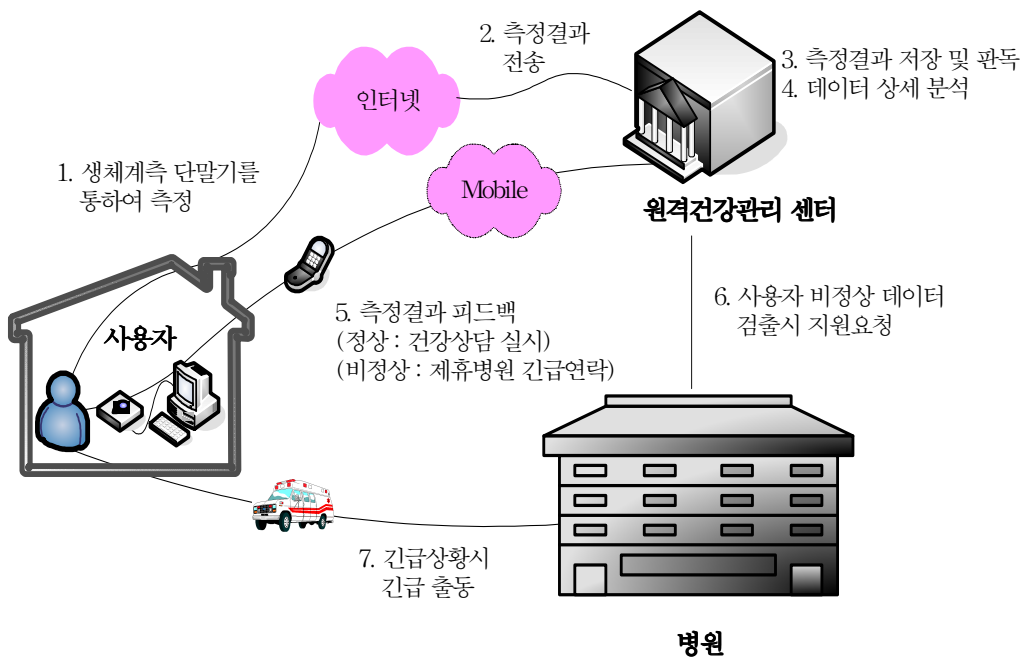 2. 측정결과
전송
3. 측정결과 저장 및 판독
4. 데이터 상세 분석
인터넷
1. 생체계측 단말기를
통하여 측정
Mobile
원격건강관리 센터
5. 측정결과 피드백
(정상 : 건강상담 실시)
(비정상 : 제휴병원 긴급연락)
6. 사용자 비정상 데이터
검출시 지원요청
사용자
7. 긴급상황시
긴급 출동
병원